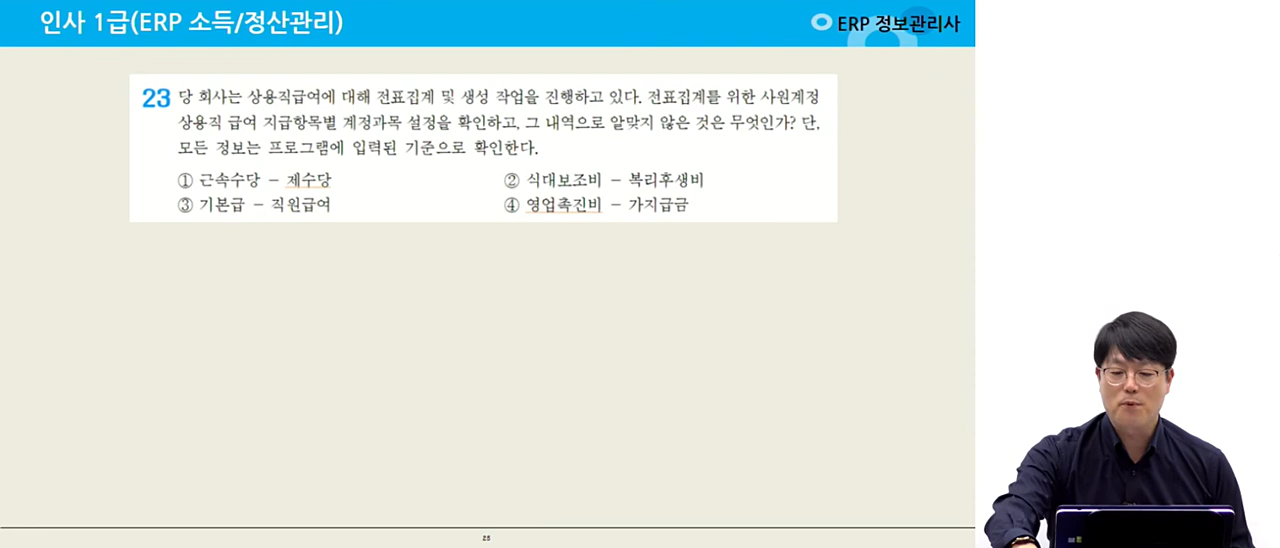 인사 1급(ERP 소득/정산관리)
ERP 정보관리사
23 당 회사는 상용직급여에 대해 전표집계 및 생성 작업을 진행하고 있다. 전표집계를 위한 사원계정
상용직 급여 지급항목별 계정과목 설정을 확인하고, 그 내역으로 알맞지 않은 것은 무엇인가? 단,
모든 정보는 프로그램에 입력된 기준으로 확인한다.
① 근속수당 - 제수당 ② 식대보조비 - 복리후생비
③ 기본급 - 직원급여 ④ 영업촉진비 - 가지급금
25